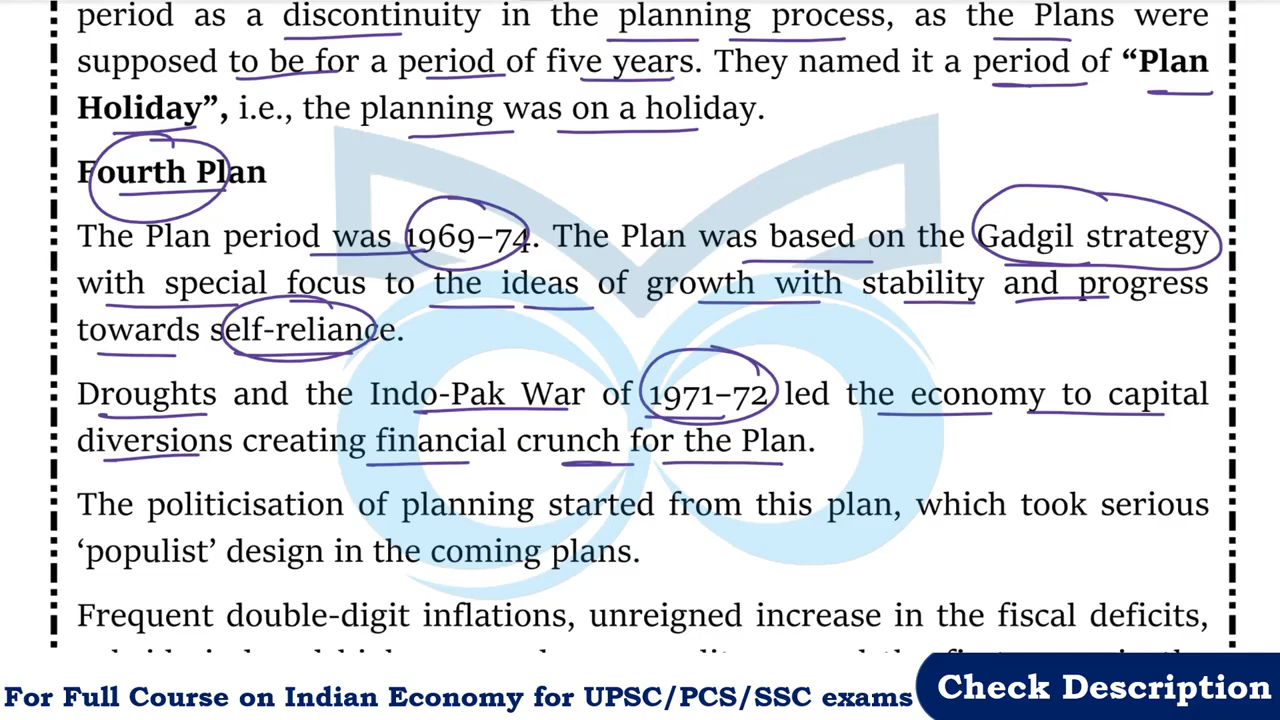 period as a discontinuity in the planning process, as the Plans were
supposed to be for a period of five years. They named it a period of “Plan
Holiday”, i.e., the planning was on a holiday.
Fourth Plan
The Plan period was 1969–74. The Plan was based on the Gadgil strategy
with special focus to the ideas of growth with stability and progress
towards self-reliance.
Droughts and the Indo-Pak War of 1971–72 led the economy to capital
diversions creating financial crunch for the Plan.
The politicisation of planning started from this plan, which took serious
‘populist’ design in the coming plans.
Frequent double-digit inflations, unreigned increase in the fiscal deficits,
For Full Course on Indian Economy for UPSC/PCS/SSC exams
Check Description